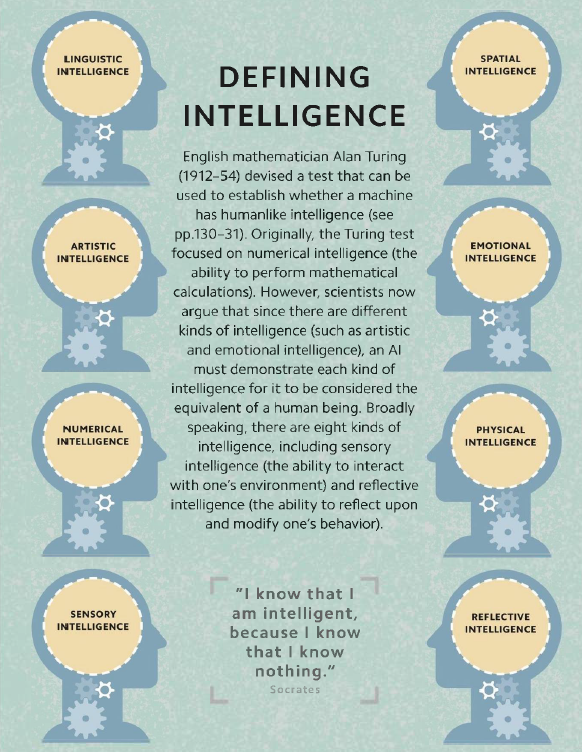 LINGUISTIC
INTELLIGENCE
SPATIAL
INTELLIGENCE
DEFINING
INTELLIGENCE
English mathematician Alan Turing
(1912–54) devised a test that can be
used to establish whether a machine
has humanlike intelligence (see
pp.130–31). Originally, the Turing test
focused on numerical intelligence (the
ability to perform mathematical
calculations). However, scientists now
argue that since there are different
kinds of intelligence (such as artistic
and emotional intelligence), an AI
must demonstrate each kind of
intelligence for it to be considered the
equivalent of a human being. Broadly
speaking, there are eight kinds of
intelligence, including sensory
intelligence (the ability to interact
with one's environment) and reflective
intelligence (the ability to reflect upon
and modify one's behavior).
ARTISTIC
INTELLIGENCE
EMOTIONAL
INTELLIGENCE
NUMERICAL
INTELLIGENCE
PHYSICAL
INTELLIGENCE
SENSORY
INTELLIGENCE
REFLECTIVE
INTELLIGENCE
"I know that I
am intelligent,
because I know
that I know
nothing."
Socrates